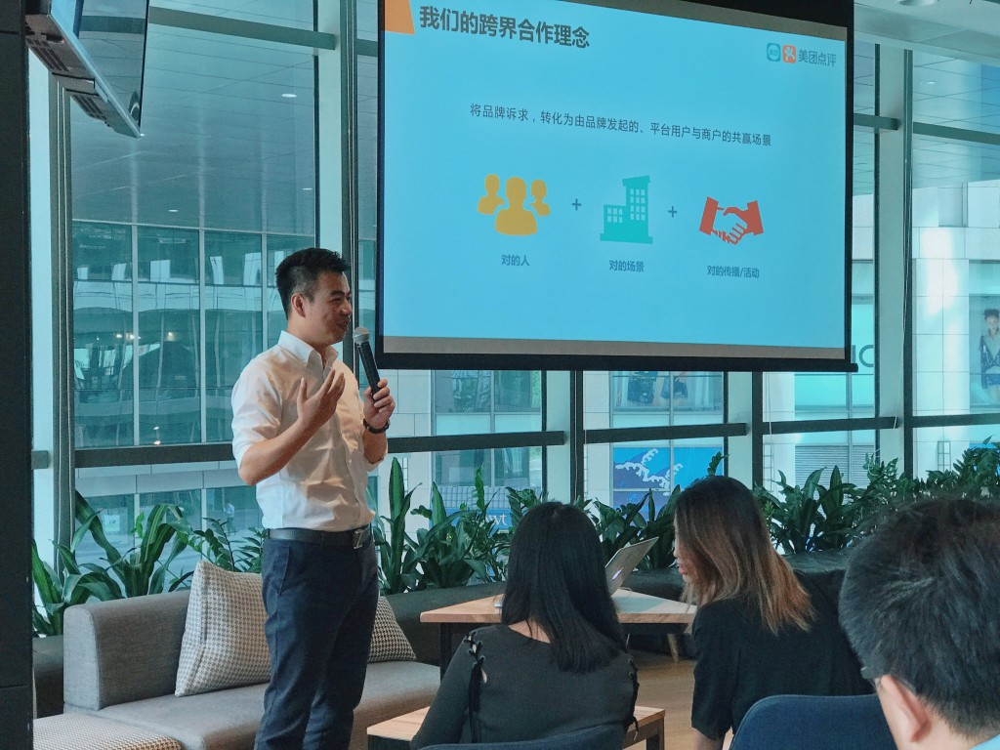 我们的跨界合作理念
美团点评
将品牌诉求，转化为由品牌发起的、平台用户与商户的共赢场景
对的人
+
对的场景
+
对的传播/活动